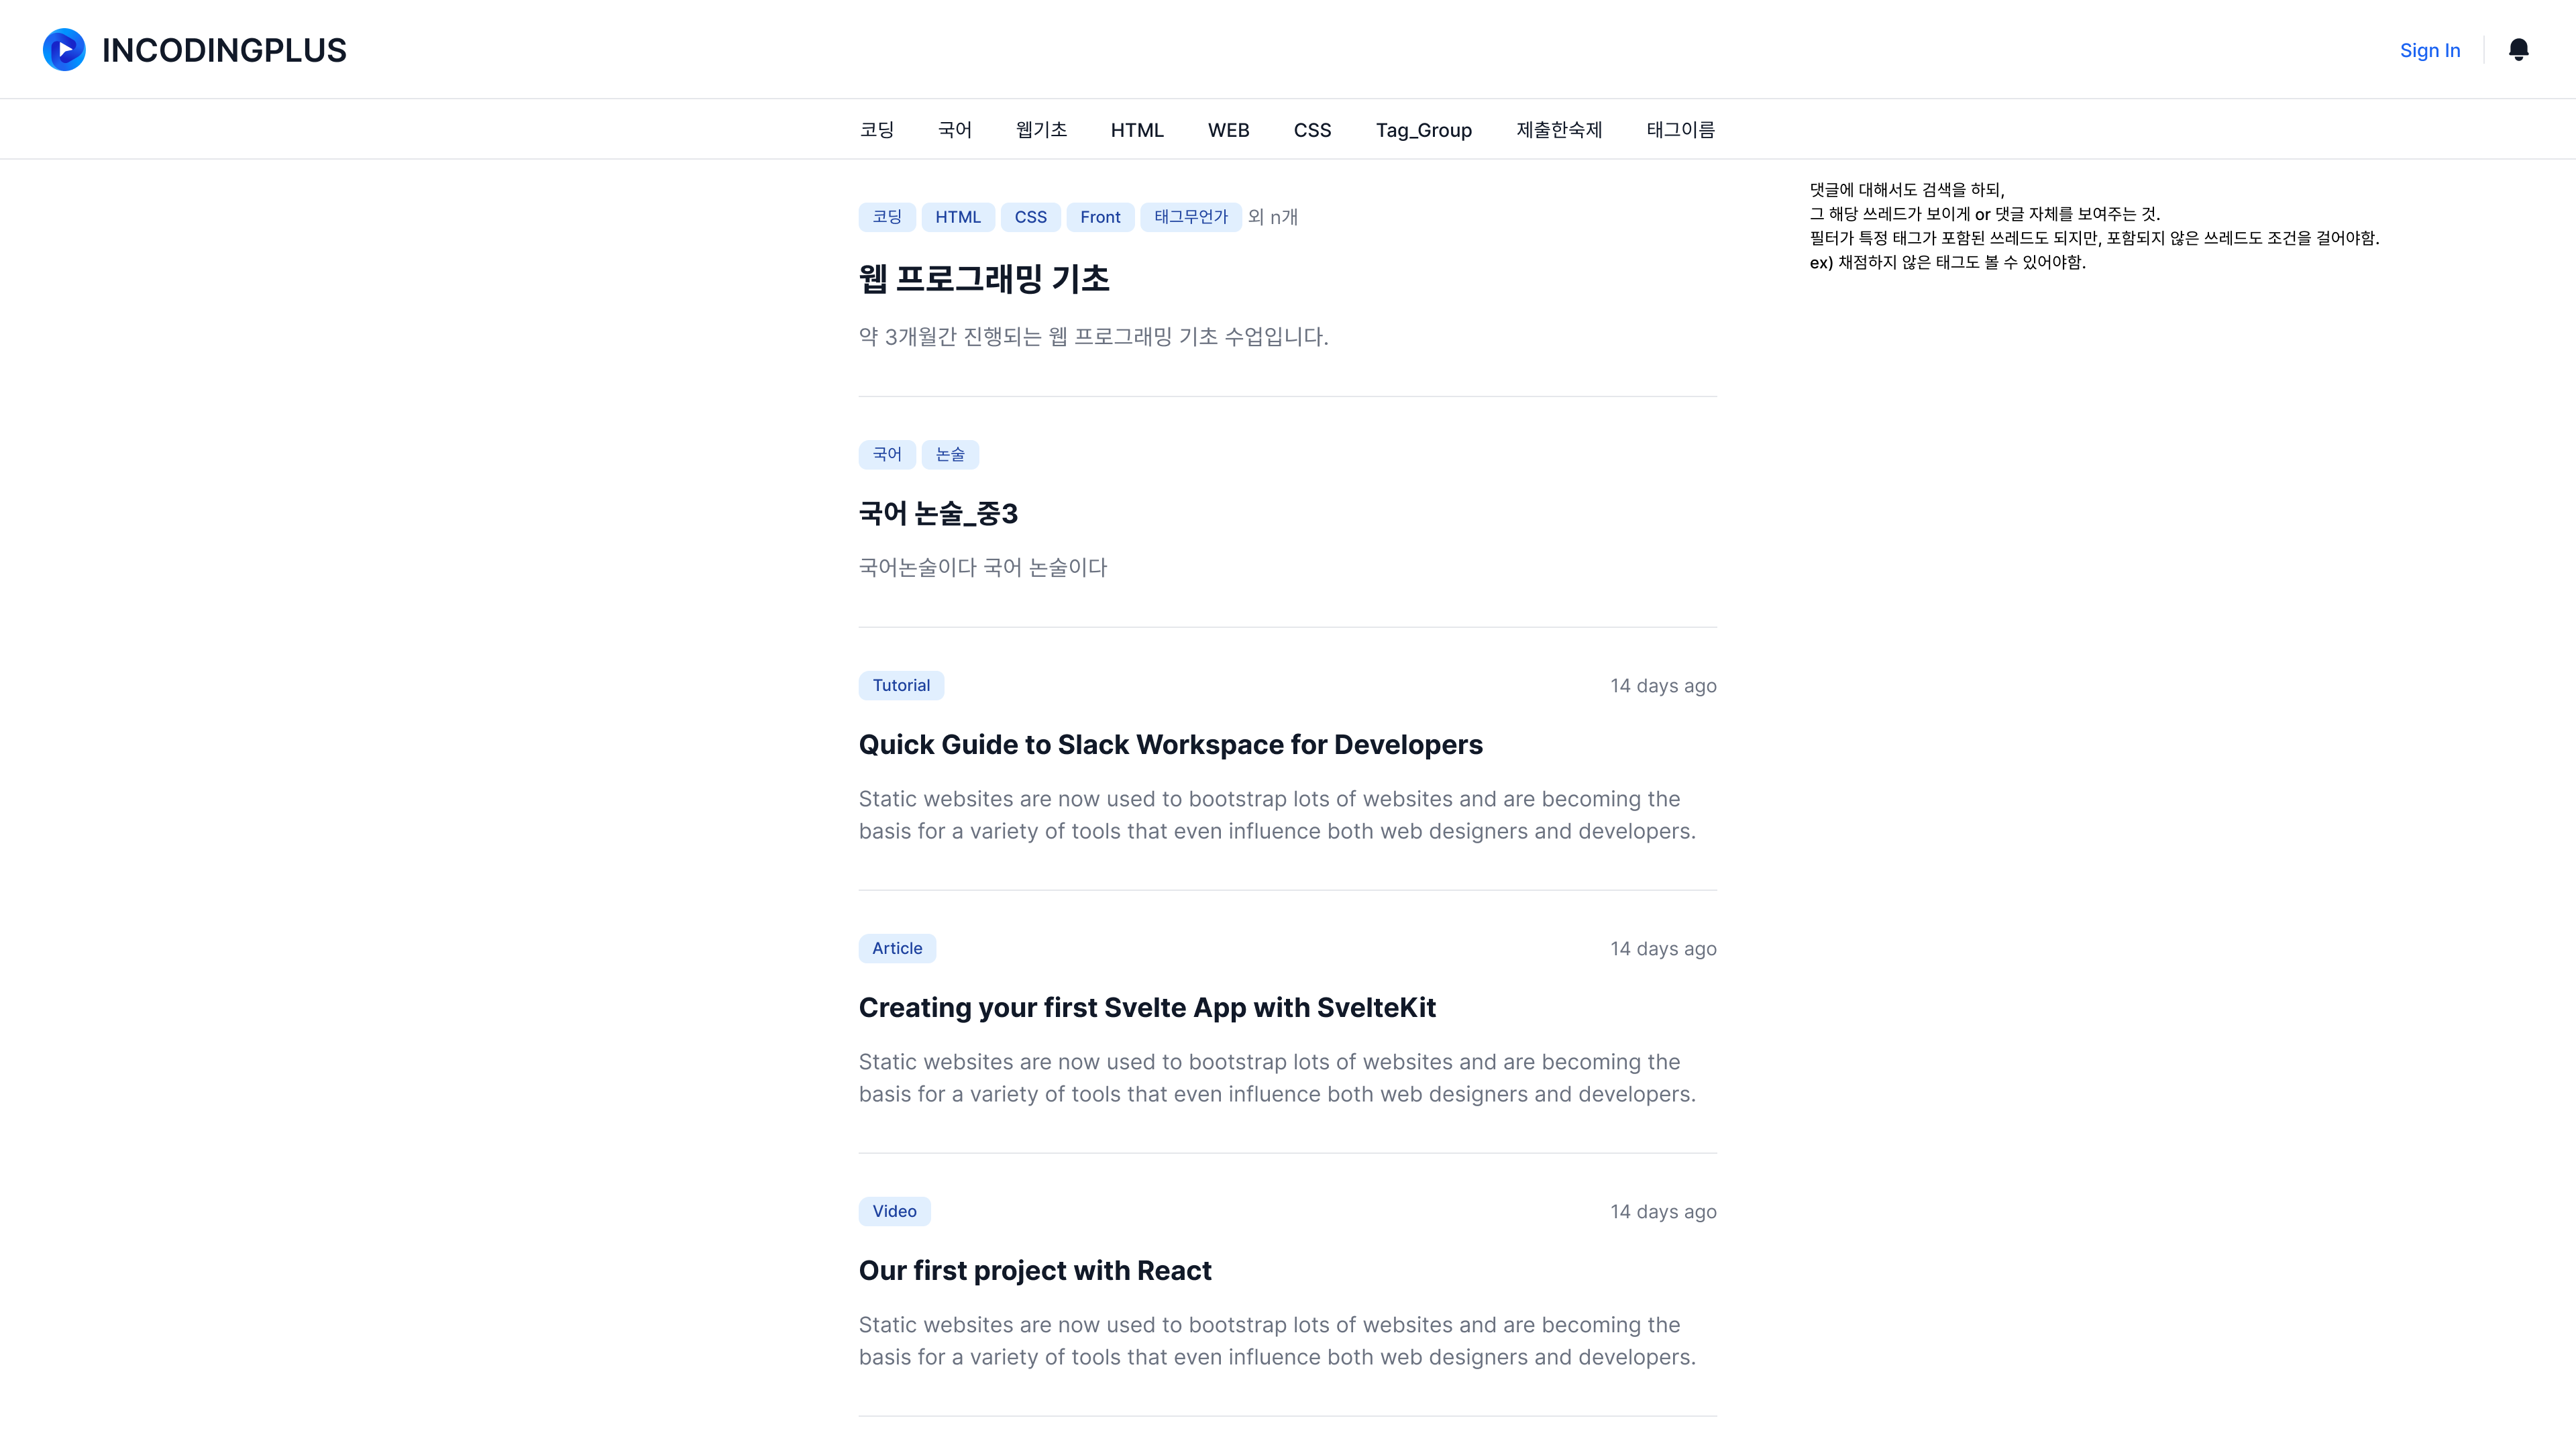 INCODINGPLUS
Sign In
코딩 국어 웹기초 HTML WEB CSS Tag_Group 제출한숙제 태그이름
코딩 HTML CSS Front 태그무언가 외 n개
웹 프로그래밍 기초
약 3개월간 진행되는 웹 프로그래밍 기초 수업입니다.
댓글에 대해서도 검색을 하되,
그 해당 쓰레드가 보이게 or 댓글 자체를 보여주는 것.
필터가 특정 태그가 포함된 쓰레드도 되지만, 포함되지 않은 쓰레드도 조건을 걸어야함.
ex) 채점하지 않은 태그도 볼 수 있어야함.
국어 논술
국어 논술_중3
국어논술이다 국어 논술이다
Tutorial 14 days ago
Quick Guide to Slack Workspace for Developers
Static websites are now used to bootstrap lots of websites and are becoming the
basis for a variety of tools that even influence both web designers and developers.
Article 14 days ago
Creating your first Svelte App with SvelteKit
Static websites are now used to bootstrap lots of websites and are becoming the
basis for a variety of tools that even influence both web designers and developers.
Video 14 days ago
Our first project with React
Static websites are now used to bootstrap lots of websites and are becoming the
basis for a variety of tools that even influence both web designers and developers.